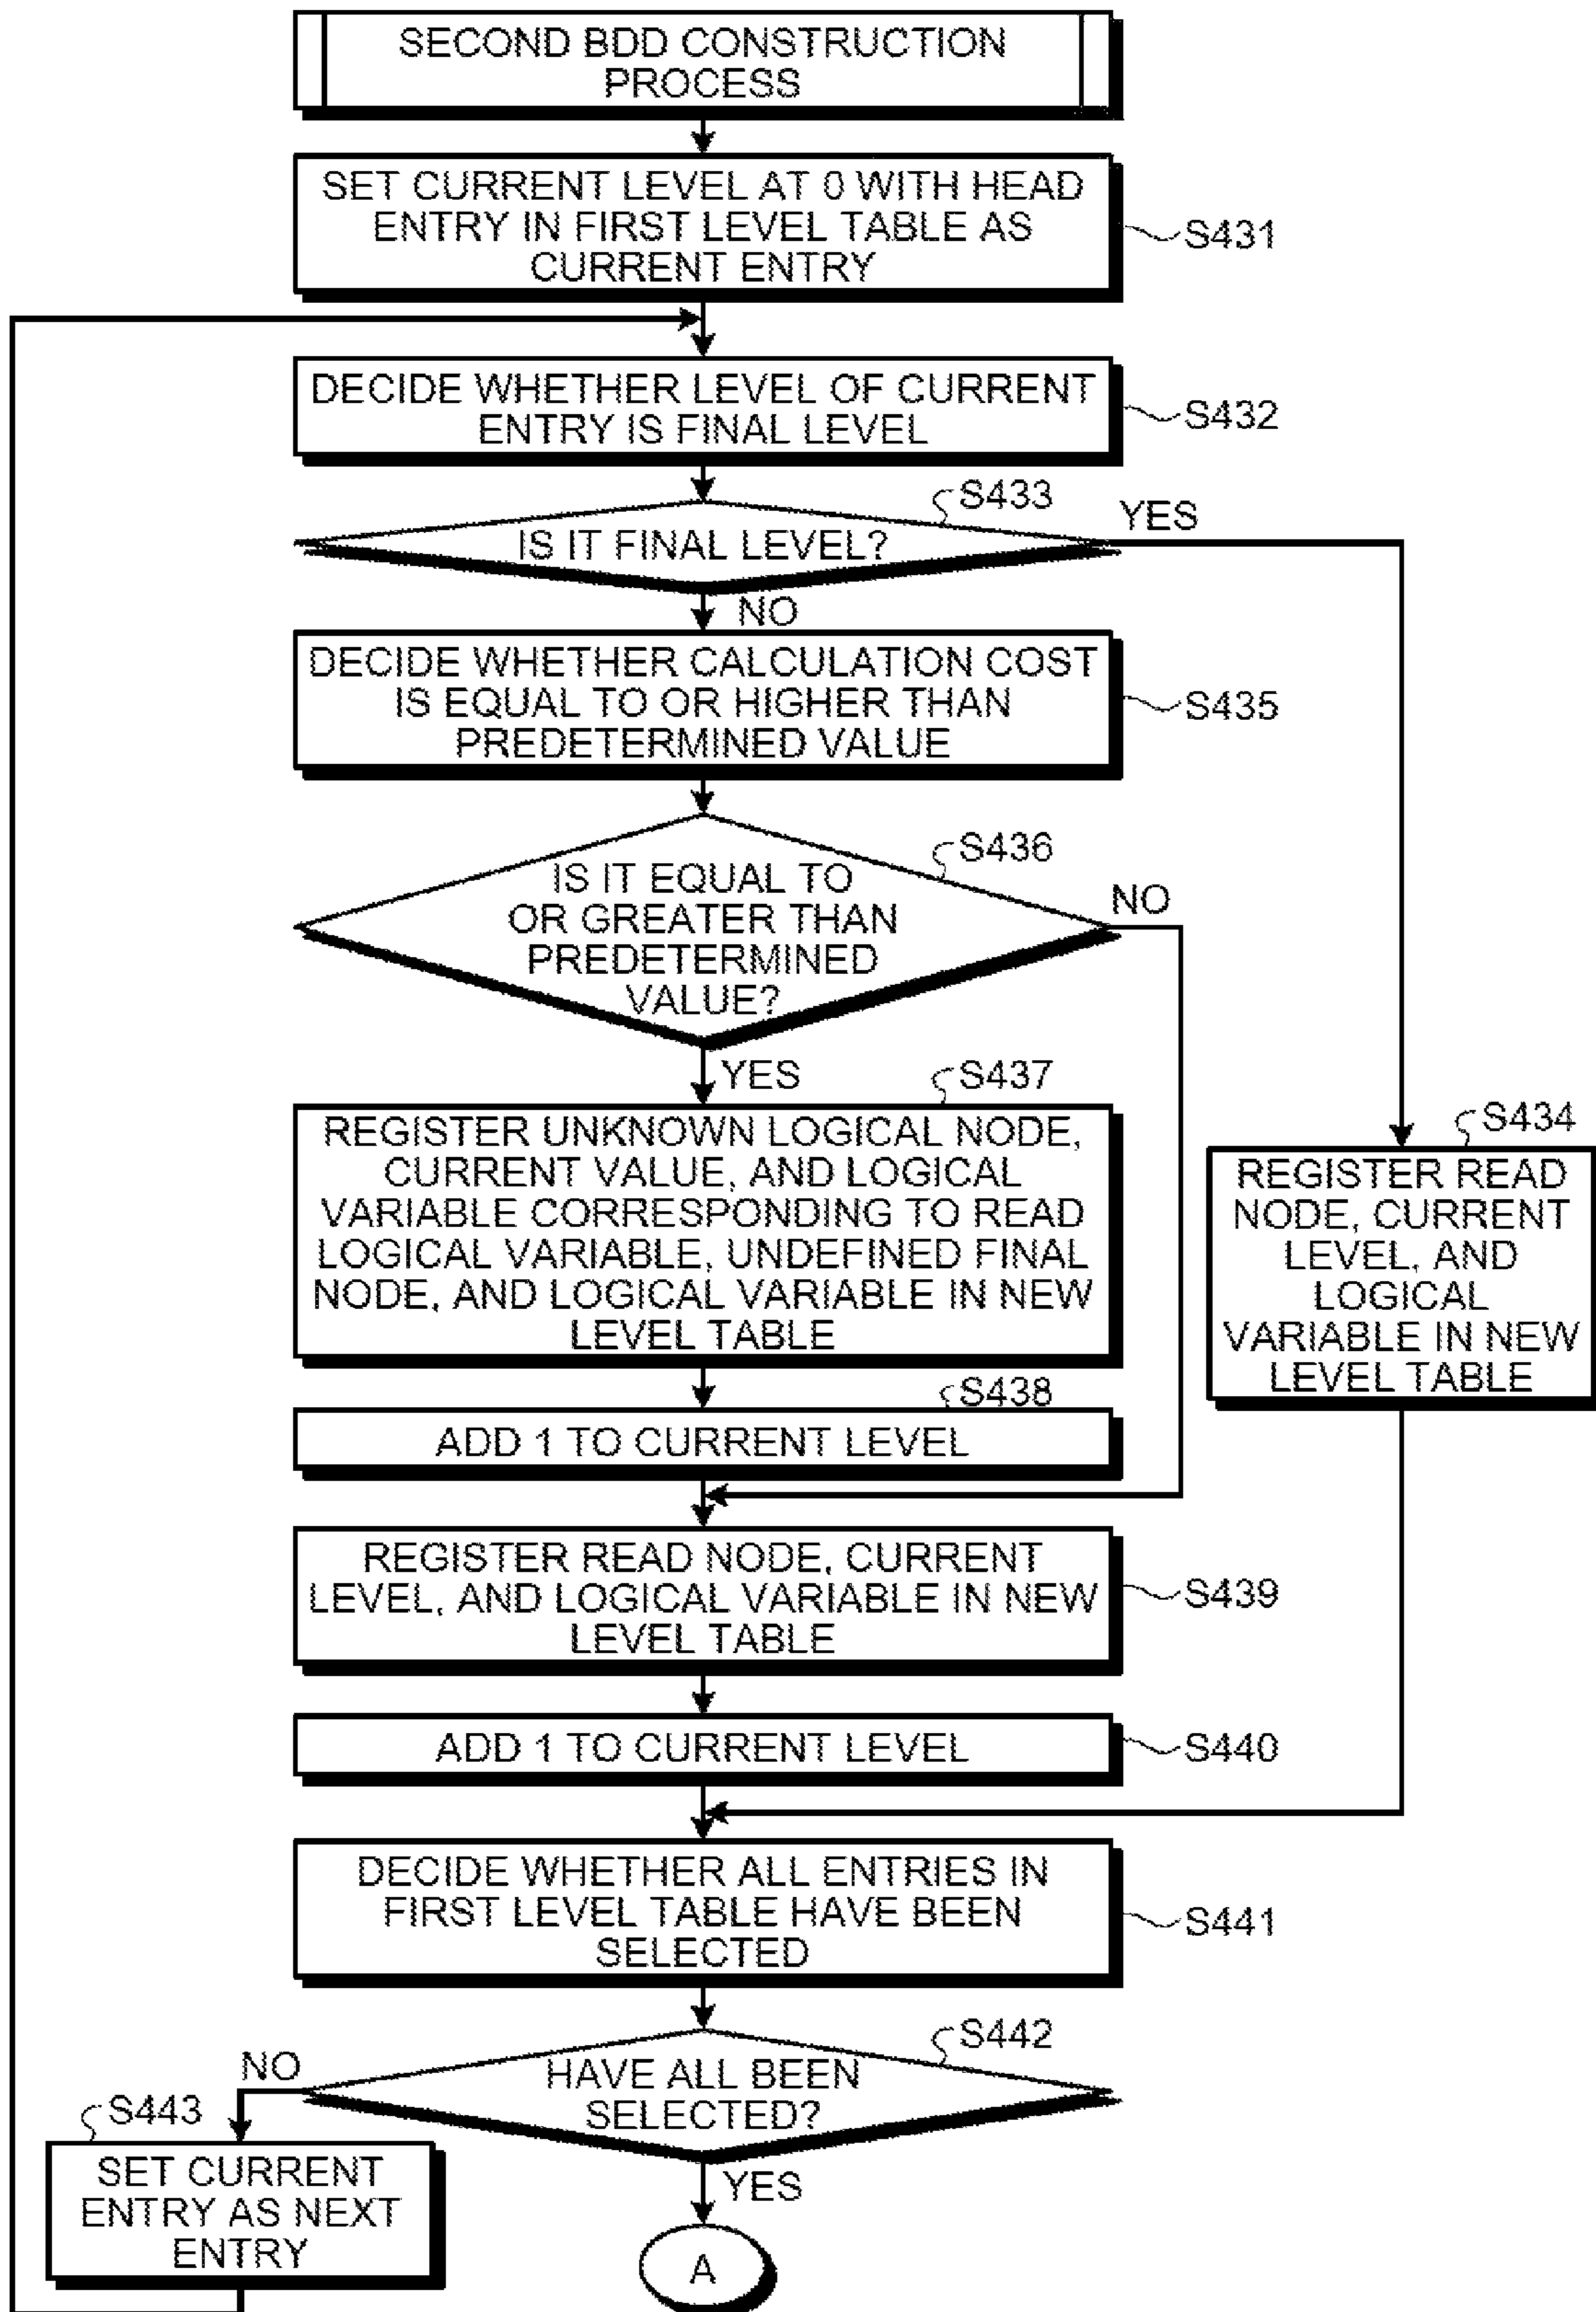 SECOND BDD CONSTRUCTION
PROCESS
SET CURRENT LEVEL AT 0 WITH HEAD
ENTRY IN FIRST LEVEL TABLE AS
CURRENT ENTRY
S431
DECIDE WHETHER LEVEL OF CURRENT
ENTRY IS FINAL LEVEL
S432
S433
YES
IS IT FINAL LEVEL?
NO
DECIDE WHETHER CALCULATION COST
IS EQUAL TO OR HIGHER THAN
PREDETERMINED VALUE
S435
S436
IS IT EQUAL TO
OR GREATER THAN
PREDETERMINED
VALUE?
NO
YES
S437
REGISTER UNKNOWN LOGICAL NODE,
CURRENT VALUE, AND LOGICAL
VARIABLE CORRESPONDING TO READ
LOGICAL VARIABLE, UNDEFINED FINAL
NODE, AND LOGICAL VARIABLE IN NEW
LEVEL TABLE
S434
REGISTER READ
NODE, CURRENT
LEVEL, AND
LOGICAL
VARIABLE IN NEW
LEVEL TABLE
S438
ADD 1 TO CURRENT LEVEL
REGISTER READ NODE, CURRENT
LEVEL, AND LOGICAL VARIABLE IN NEW
LEVEL TABLE
S439
ADD 1 TO CURRENT LEVEL
S440
DECIDE WHETHER ALL ENTRIES IN
FIRST LEVEL TABLE HAVE BEEN
SELECTED
S441
S442
HAVE ALL BEEN
SELECTED?
NO
S443
SET CURRENT
ENTRY AS NEXT
ENTRY
YES
A